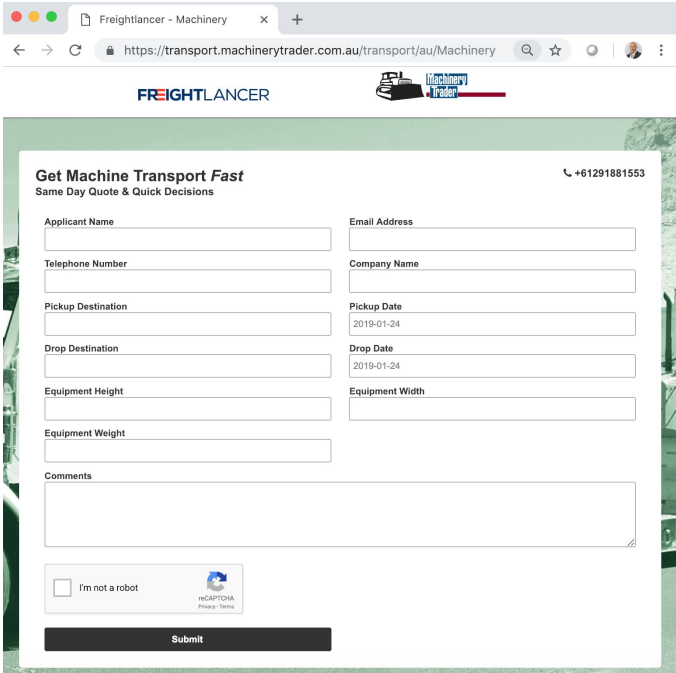 Freightlancer - Machinery
https://transport.machinerytrader.com.au/transport/au/Machinery
FREIGHTLANCER
Machinery
Trader
Get Machine Transport Fast
+61291881553
Same Day Quote & Quick Decisions
Applicant Name
Email Address
Telephone Number
Company Name
Pickup Destination
Pickup Date
2019-01-24
Drop Destination
Drop Date
2019-01-24
Equipment Height
Equipment Width
Equipment Weight
Comments
I'm not a robot
reCAPTCHA
Privacy - Terms
Submit